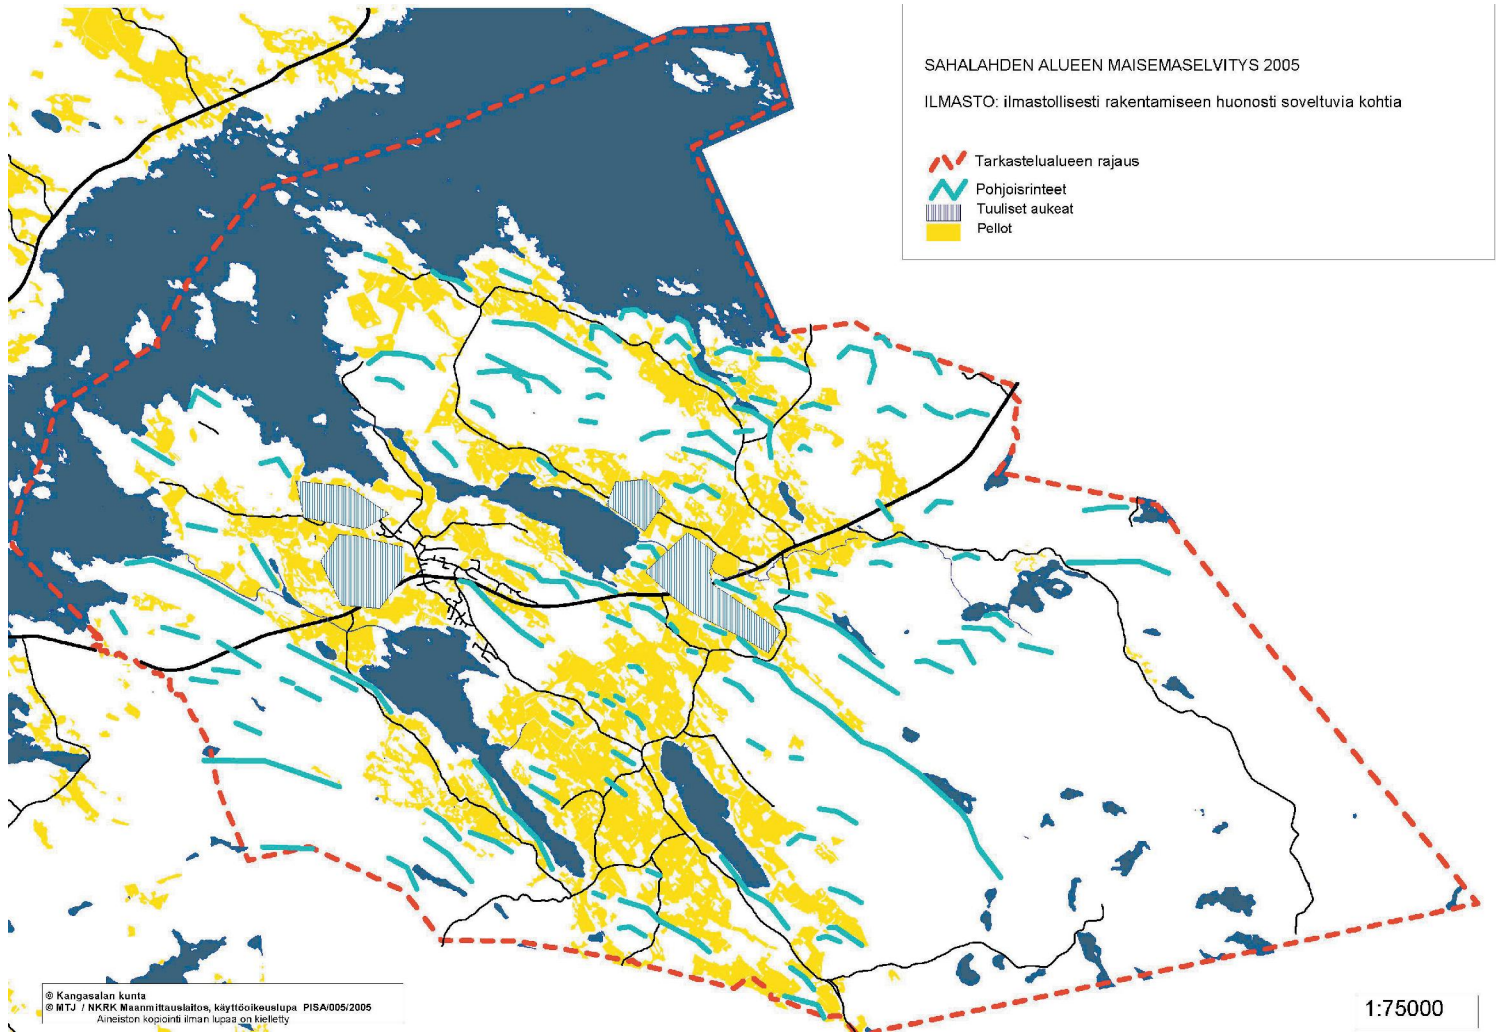 SAHALAHDEN ALUEEN MAISEMASELVITYS 2005
ILMASTO: ilmastollisesti rakentamiseen huonosti soveltuvia kohtia
Tarkastelualueen rajaus
Pohjoisrinteet
Tuuliset aukeat
Pellot
© Kangasalan kunta
© MTJ / NKRK Maanmittauslaitos, käyttöoikeuslupa PISA/005/2005
Aineiston kopiointi ilman lupaa on kielletty
1:75000